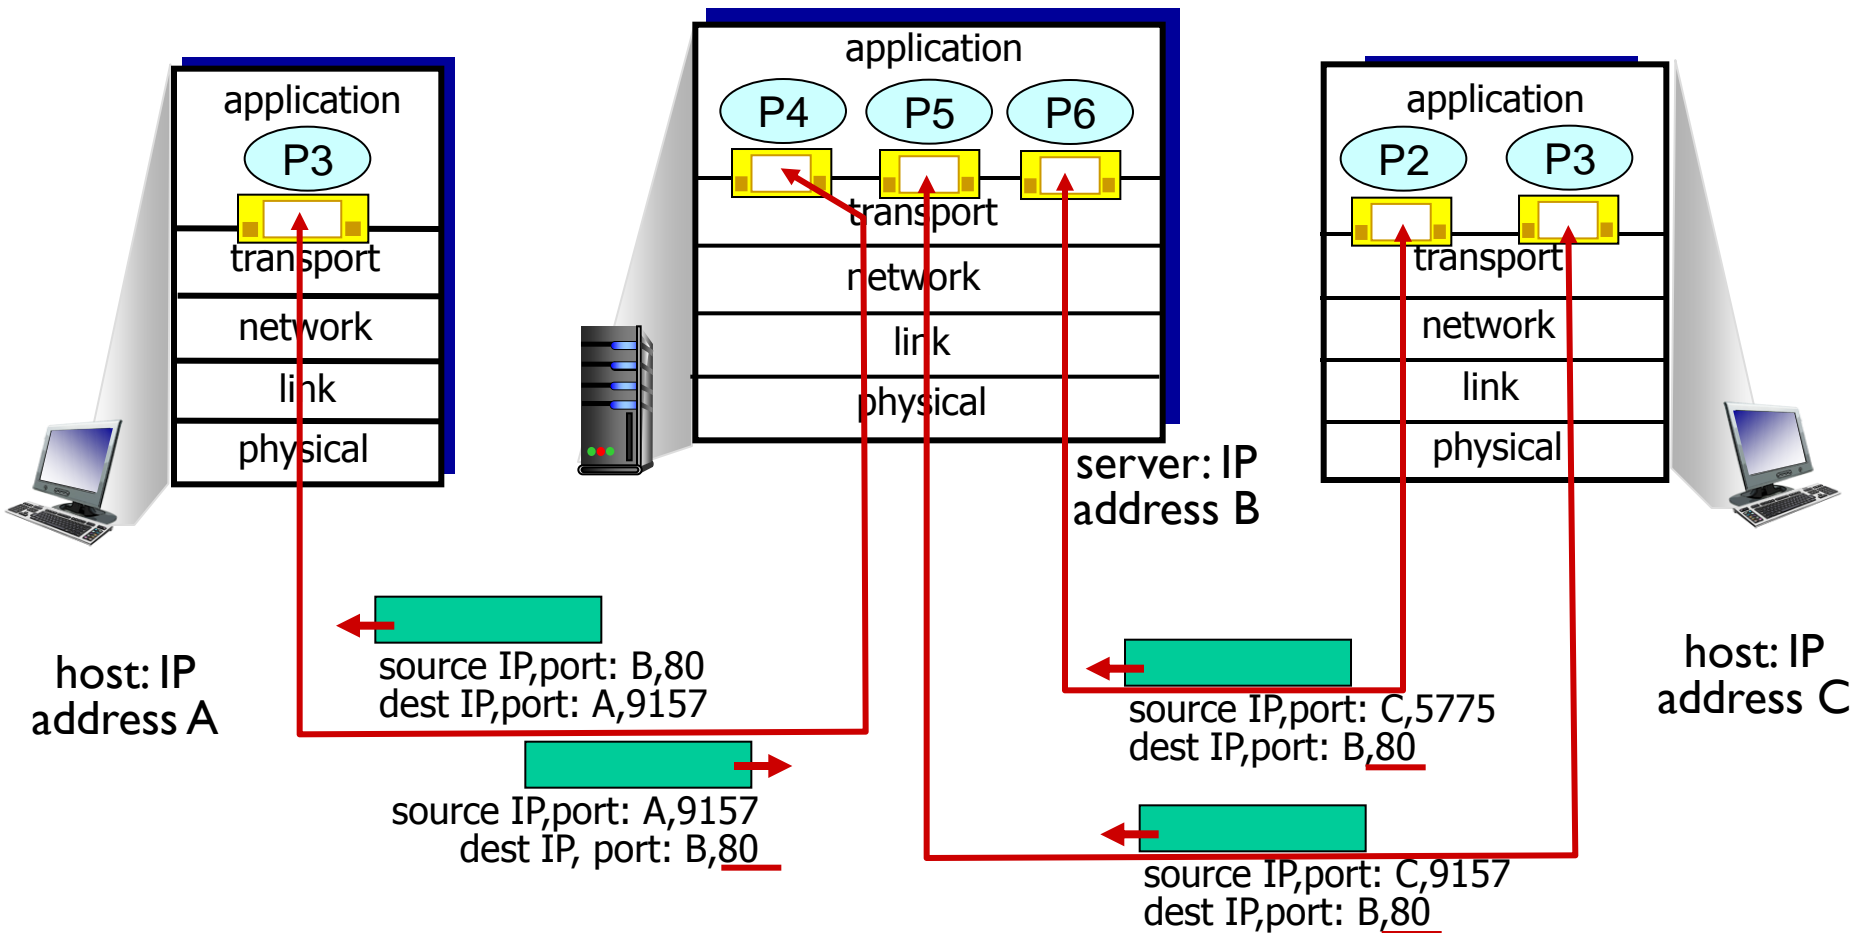 application
P3
transport
network
link
physical
host: IP
address A
application
P4 P5 P6
transport
network
link
physical
server: IP
address B
application
P2 P3
transport
network
link
physical
host: IP
address C
source IP,port: B,80
dest IP,port: A,9157
source IP,port: A,9157
dest IP, port: B,80
source IP,port: C,5775
dest IP,port: B,80
source IP,port: C,9157
dest IP,port: B,80